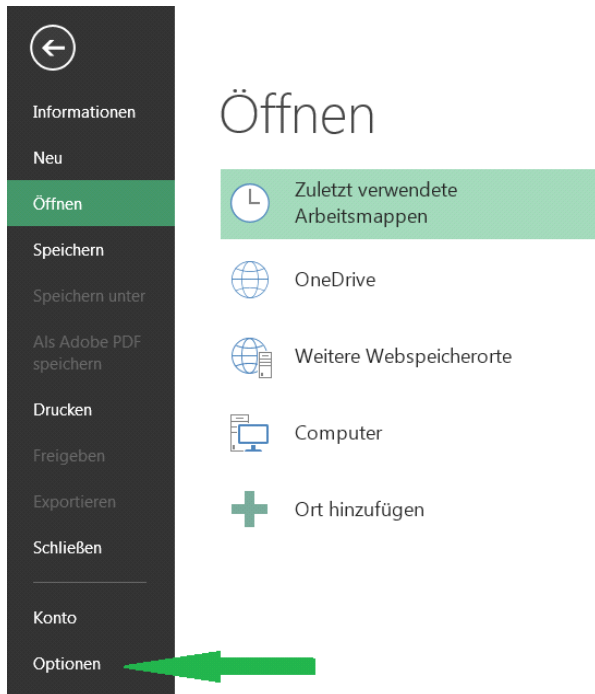 Informationen
Neu
Öffnen
Speichern
Speichern unter
Als Adobe PDF
speichern
Drucken
Freigeben
Exportieren
Schließen
Konto
Optionen
Öffnen
Zuletzt verwendete
Arbeitsmappen
OneDrive
Weitere Webspeicherorte
Computer
Ort hinzufügen